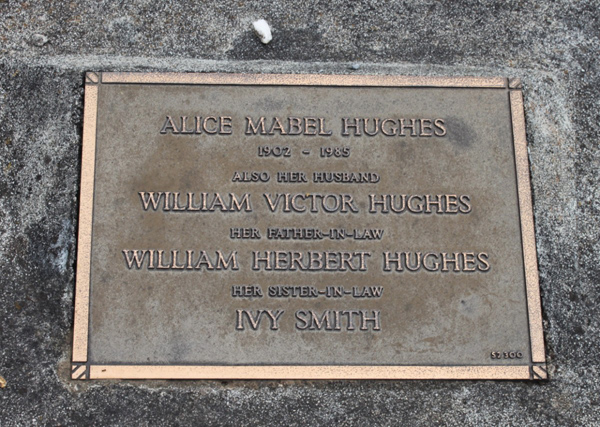 ALICE MABEL HUGHES
1902 - 1985
ALSO HER HUSBAND
WILLIAM VICTOR HUGHES
HER FATHER-IN-LAW
WILLIAM HERBERT HUGHES
HER SISTER-IN-LAW
IVY SMITH